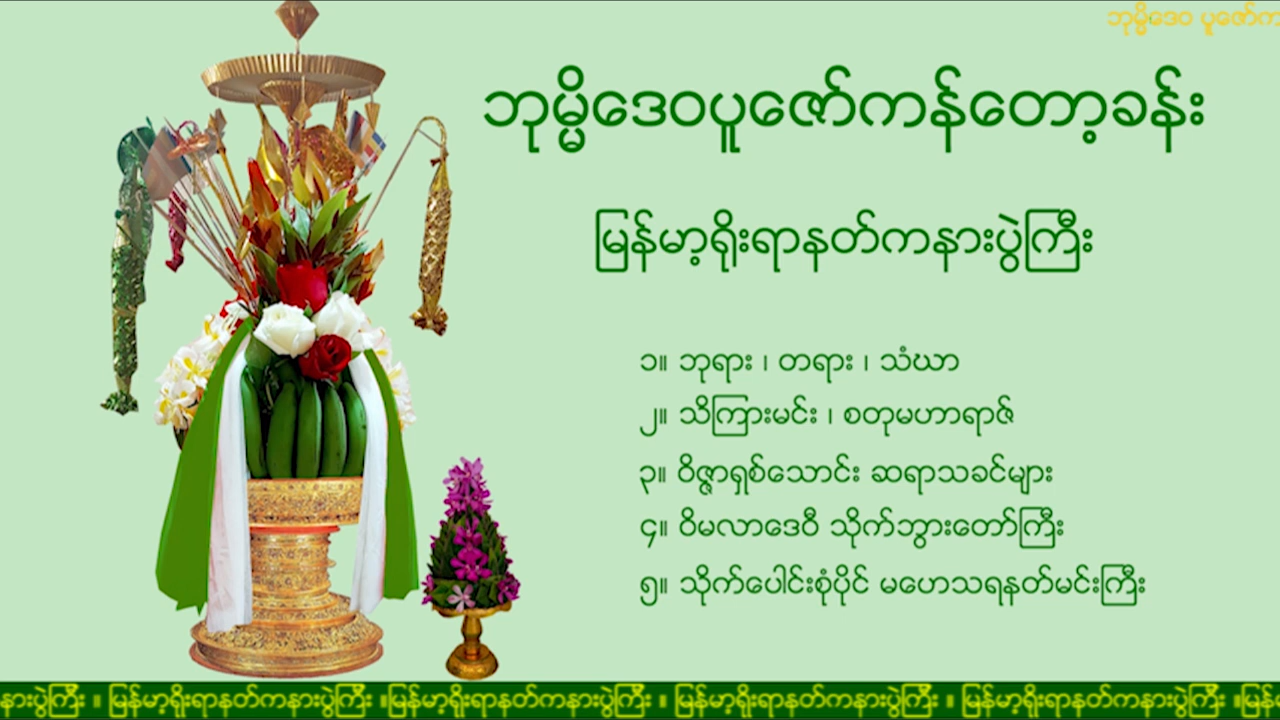 ဘုမ္မိဒေဝ ပူဇော်က
ဘုမ္မိဒေဝပူဇော်ကန်တော့ခန်း
မြန်မာ့ရိုးရာနတ်ကနားပွဲကြီး
၁။ ဘုရား ၊ တရား ၊ သံဃာ
၂။ သိကြားမင်း ၊ စတုမဟာရာဇ်
၃။ ဝိဇ္ဇာရှစ်သောင်း ဆရာသခင်များ
၄။ ဝိမလာဒေဝီ သိုက်ဘွားတော်ကြီး
၅။ သိုက်ပေါင်းစုံပိုင် မဟေသရနတ်မင်းကြီး
နားပွဲကြီး ။ မြန်မာ့ရိုးရာနတ်ကနားပွဲကြီး ။မြန်မာ့ရိုးရာနတ်ကနားပွဲကြီး ။ မြန်မာ့ရိုးရာနတ်ကနားပွဲကြီး ။ မြန်မာ့ရိုးရာနတ်ကနားပွဲကြီး ။မြန်